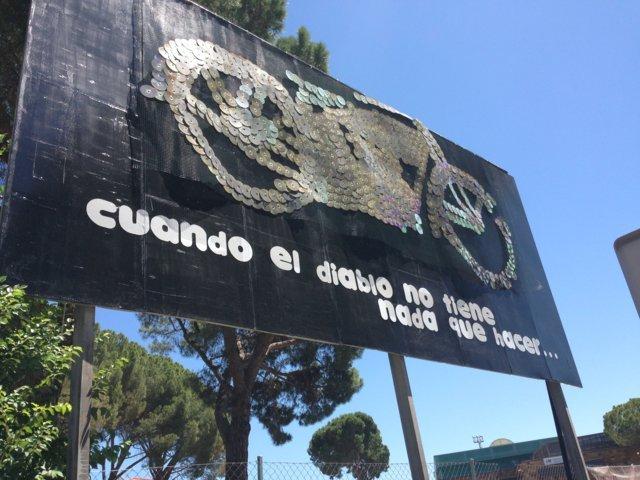 cuando el diablo no tiene
nada que hacer...